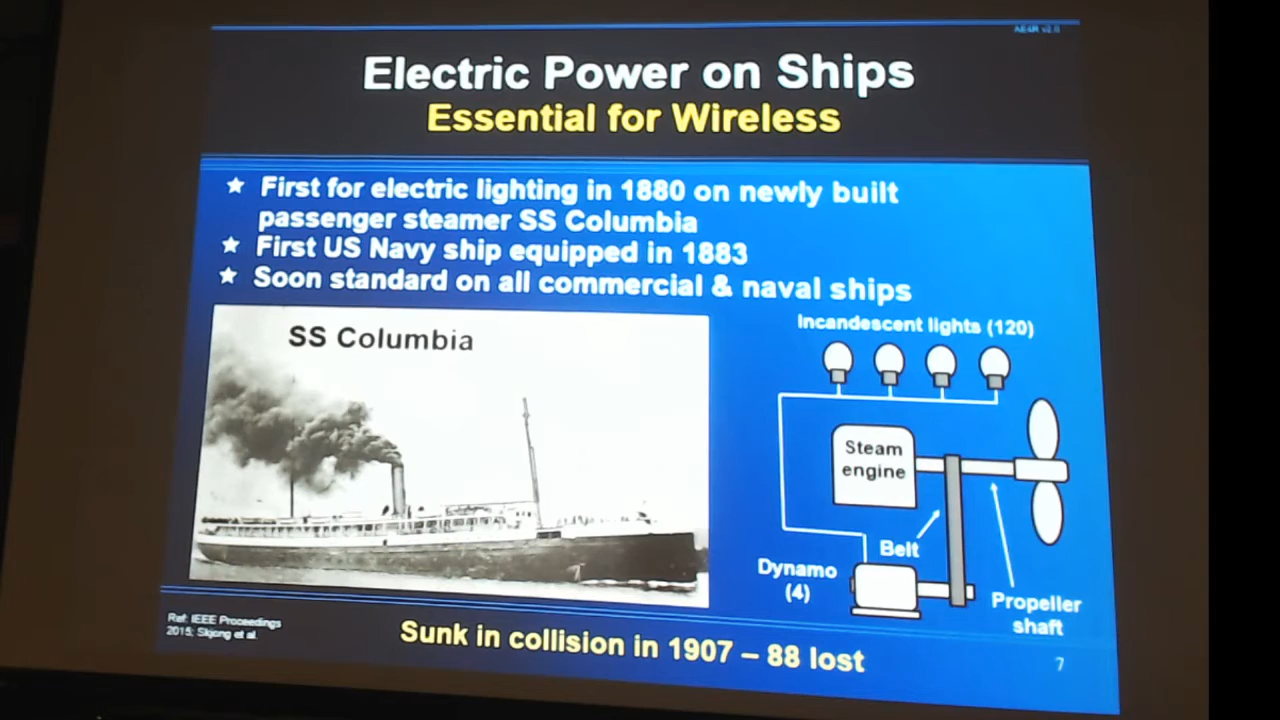 AE4R v2.0
Electric Power on Ships
Essential for Wireless
★ First for electric lighting in 1880 on newly built
passenger steamer SS Columbia
★ First US Navy ship equipped in 1883
★ Soon standard on all commercial & naval ships
SS Columbia
Incandescent lights (120)
Steam
engine
Belt
Dynamo
(4)
Propeller
shaft
Ref: IEEE Proceedings
2015; Skjong et al.
Sunk in collision in 1907 – 88 lost
7